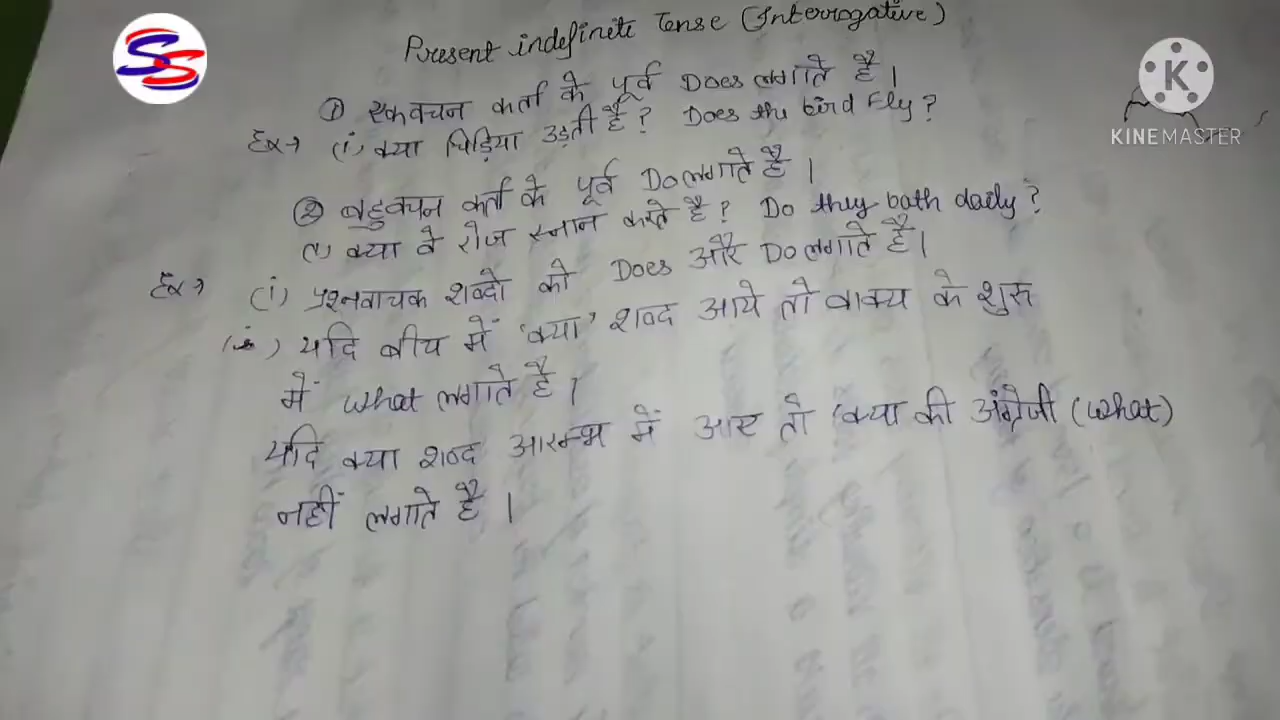 Present indefinite Tense (Interrogative)
① एकवचन कर्ता के पूर्व Does लगाते है।
Ex→ (i) क्या चिड़िया उड़ती है? Does the bird Fly?
② बहुवचन कर्ता के पूर्व Do लगाते है।
क्या वे रोज स्नान करते है? Do they bath daily?
Ex→ (i) प्रश्नवाचक शब्दो को Does और Do लगाते है।
यदि बीच में 'क्या' शब्द आये तो वाक्य के शुरू
में what लगाते है।
यदि क्या शब्द आरम्भ में आए तो 'क्या की अंग्रेजी (what)
नहीं लगाते है।
SS
K
KINEMASTER